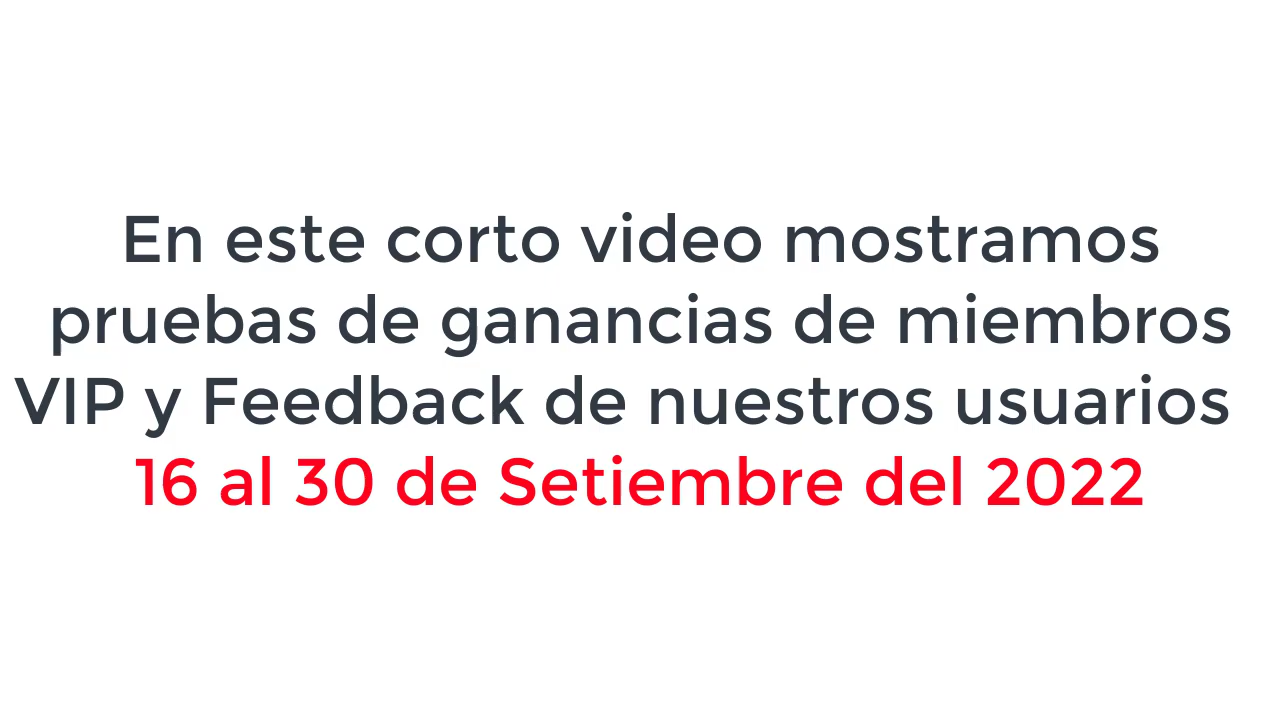 En este corto video mostramos
pruebas de ganancias de miembros
VIP y Feedback de nuestros usuarios
16 al 30 de Setiembre del 2022